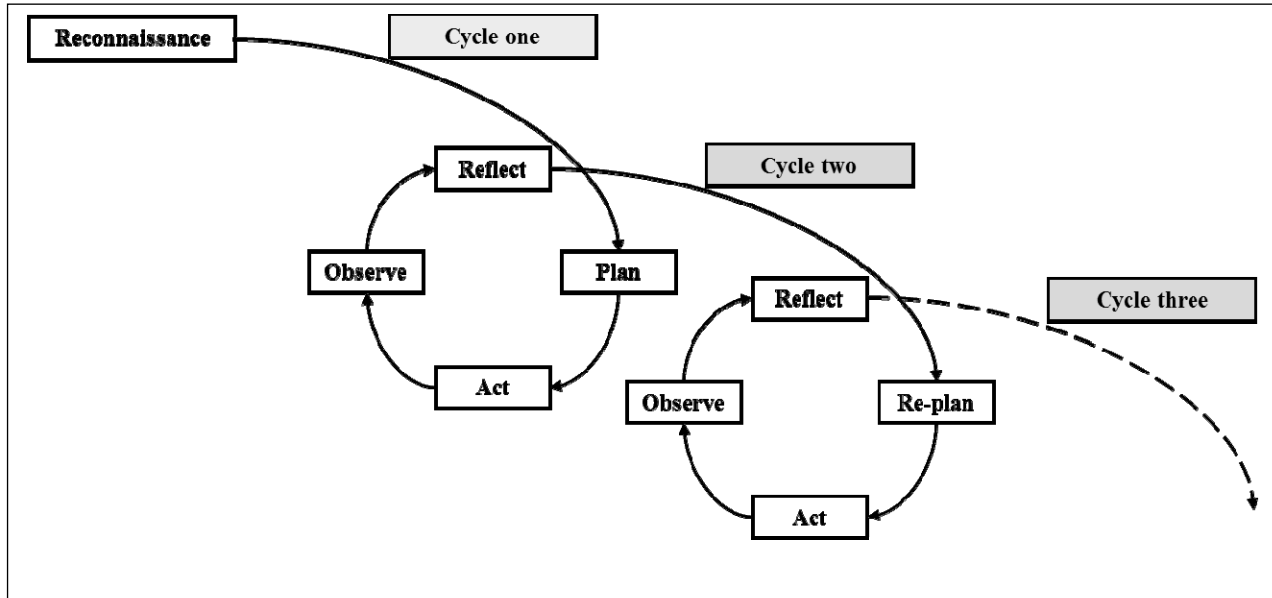 Reconnaissance
Cycle one
Reflect
Cycle two
Observe
Plan
Reflect
Cycle three
Act
Observe
Re-plan
Act